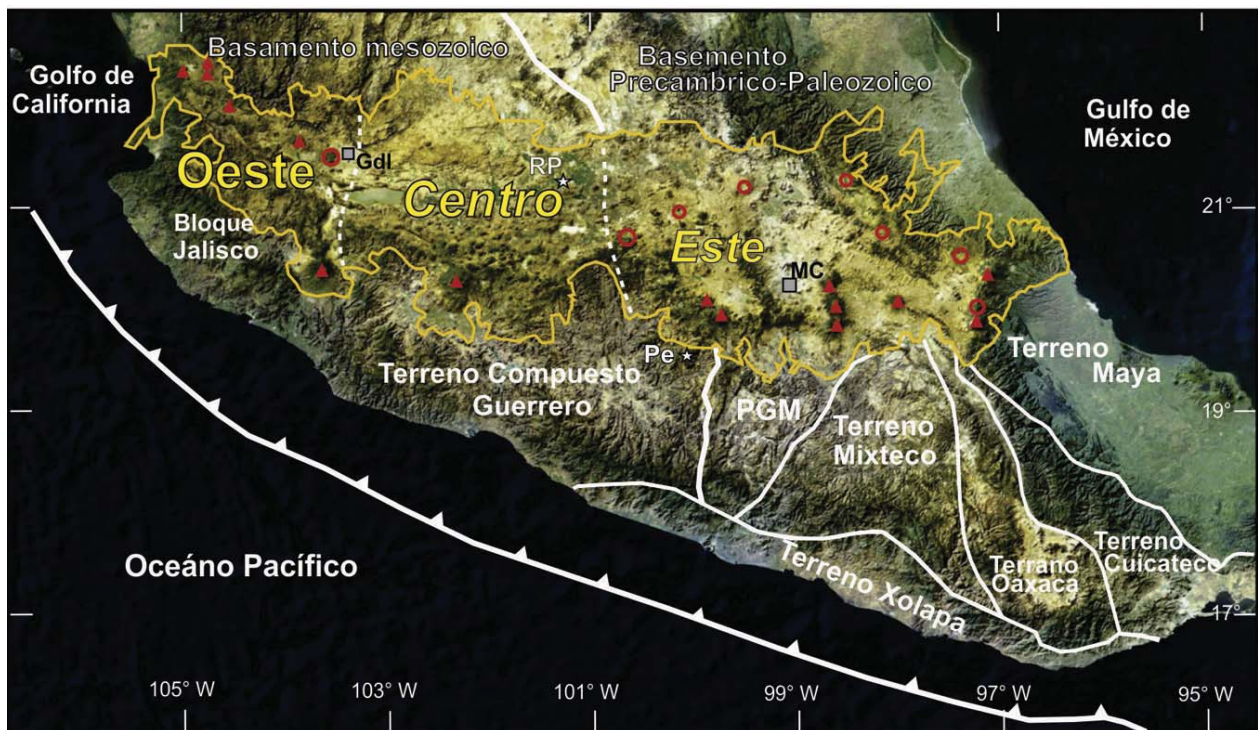 Basamento mesozoico
Basemento
Precambrico-Paleozoico
Golfo de
California
Gulfo de
México
Gdl
RP
Oeste
Centro
Este
MC
21°
Bloque
Jalisco
Pe
Terreno Compuesto
Guerrero
PGM
Terreno
Mixteco
Terreno
Maya
19°
Terreno Xolapa
Terrano
Oaxaca
Terreno
Cuicateco
Oceáno Pacífico
17°
105° W
103° W
101° W
99° W
97° W
95° W